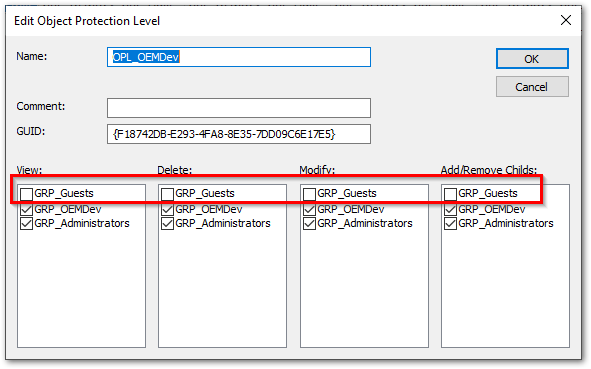 Edit Object Protection Level
Name: OPL_OEMDev OK
Cancel
Comment:
GUID: {F18742DB-E293-4FA8-8E35-7DD09C6E17E5}
View: Delete: Modify: Add/Remove Childs:
GRP_Guests GRP_Guests GRP_Guests GRP_Guests
GRP_OEMDev GRP_OEMDev GRP_OEMDev GRP_OEMDev
GRP_Administrators GRP_Administrators GRP_Administrators GRP_Administrators